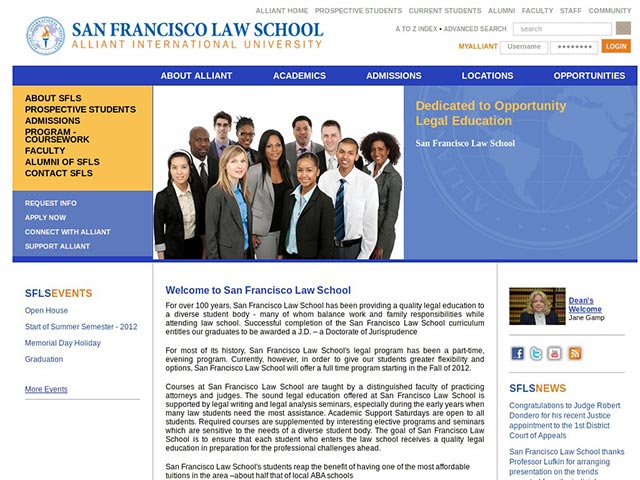 ALLIANT HOME PROSPECTIVE STUDENTS CURRENT STUDENTS ALUMNI FACULTY STAFF COMMUNITY
SAN FRANCISCO LAW SCHOOL
ALLIANT INTERNATIONAL UNIVERSITY
A TO Z INDEX • ADVANCED SEARCH search
MYALLIANT Username •••••••• LOGIN
ABOUT ALLIANT ACADEMICS ADMISSIONS LOCATIONS OPPORTUNITIES
ABOUT SFLS
PROSPECTIVE STUDENTS
ADMISSIONS
PROGRAM -
COURSEWORK
FACULTY
ALUMNI OF SFLS
CONTACT SFLS
REQUEST INFO
APPLY NOW
CONNECT WITH ALLIANT
SUPPORT ALLIANT
Dedicated to Opportunity
Legal Education
San Francisco Law School
SFLSEVENTS
Open House
Start of Summer Semester - 2012
Memorial Day Holiday
Graduation
More Events
Welcome to San Francisco Law School
For over 100 years, San Francisco Law School has been providing a quality legal education to
a diverse student body - many of whom balance work and family responsibilities while
attending law school. Successful completion of the San Francisco Law School curriculum
entitles our graduates to be awarded a J.D. – a Doctorate of Jurisprudence
For most of its history, San Francisco Law School's legal program has been a part-time,
evening program. Currently, however, in order to give our students greater flexibility and
options, San Francisco Law School will offer a full time program starting in the Fall of 2012.
Courses at San Francisco Law School are taught by a distinguished faculty of practicing
attorneys and judges. The sound legal education offered at San Francisco Law School is
supported by legal writing and legal analysis seminars, especially during the early years when
many law students need the most assistance. Academic Support Saturdays are open to all
students. Required courses are supplemented by interesting elective programs and seminars
which are sensitive to the needs of a diverse student body. The goal of San Francisco Law
School is to ensure that each student who enters the law school receives a quality legal
education in preparation for the professional challenges ahead.
San Francisco Law School's students reap the benefit of having one of the most affordable
tuitions in the area –about half that of local ABA schools
Dean's
Welcome
Jane Gamp
SFLSNEWS
Congratulations to Judge Robert
Dondero for his recent Justice
appointment to the 1st District
Court of Appeals
San Francisco Law School thanks
Professor Lufkin for arranging
presentation on the trends